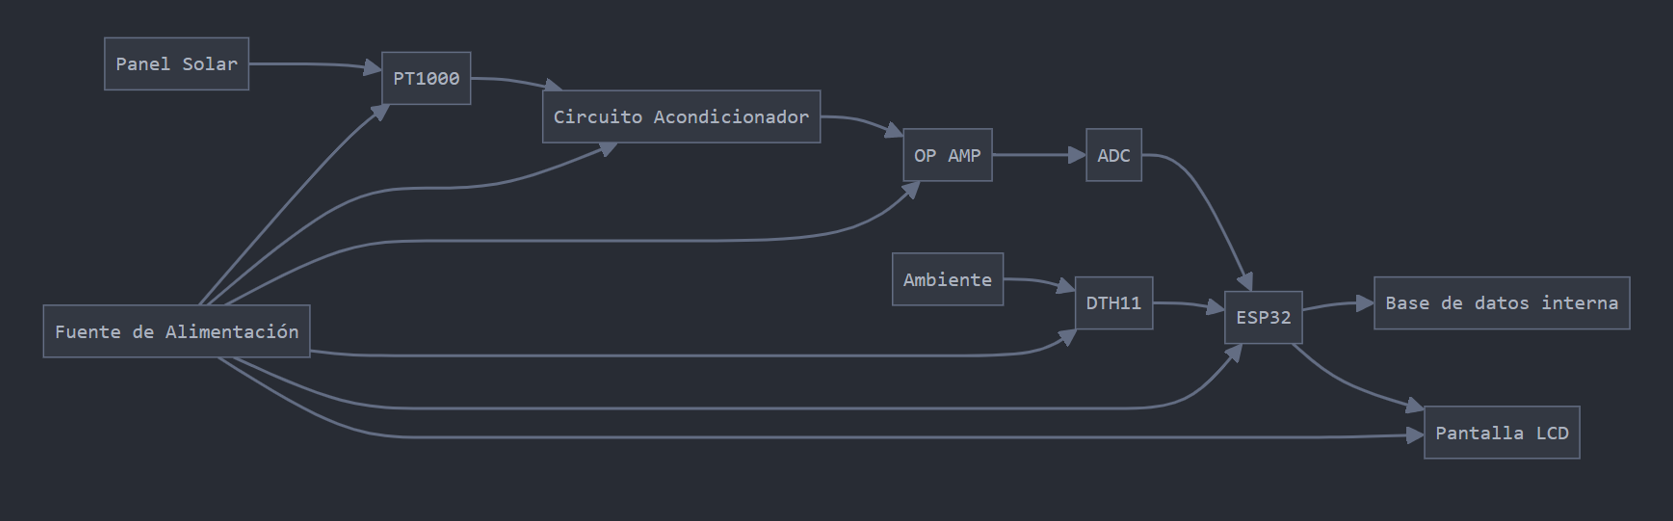 Panel Solar
PT1000
Circuito Acondicionador
OP AMP
ADC
Ambiente
DTH11
ESP32
Base de datos interna
Fuente de Alimentación
Pantalla LCD